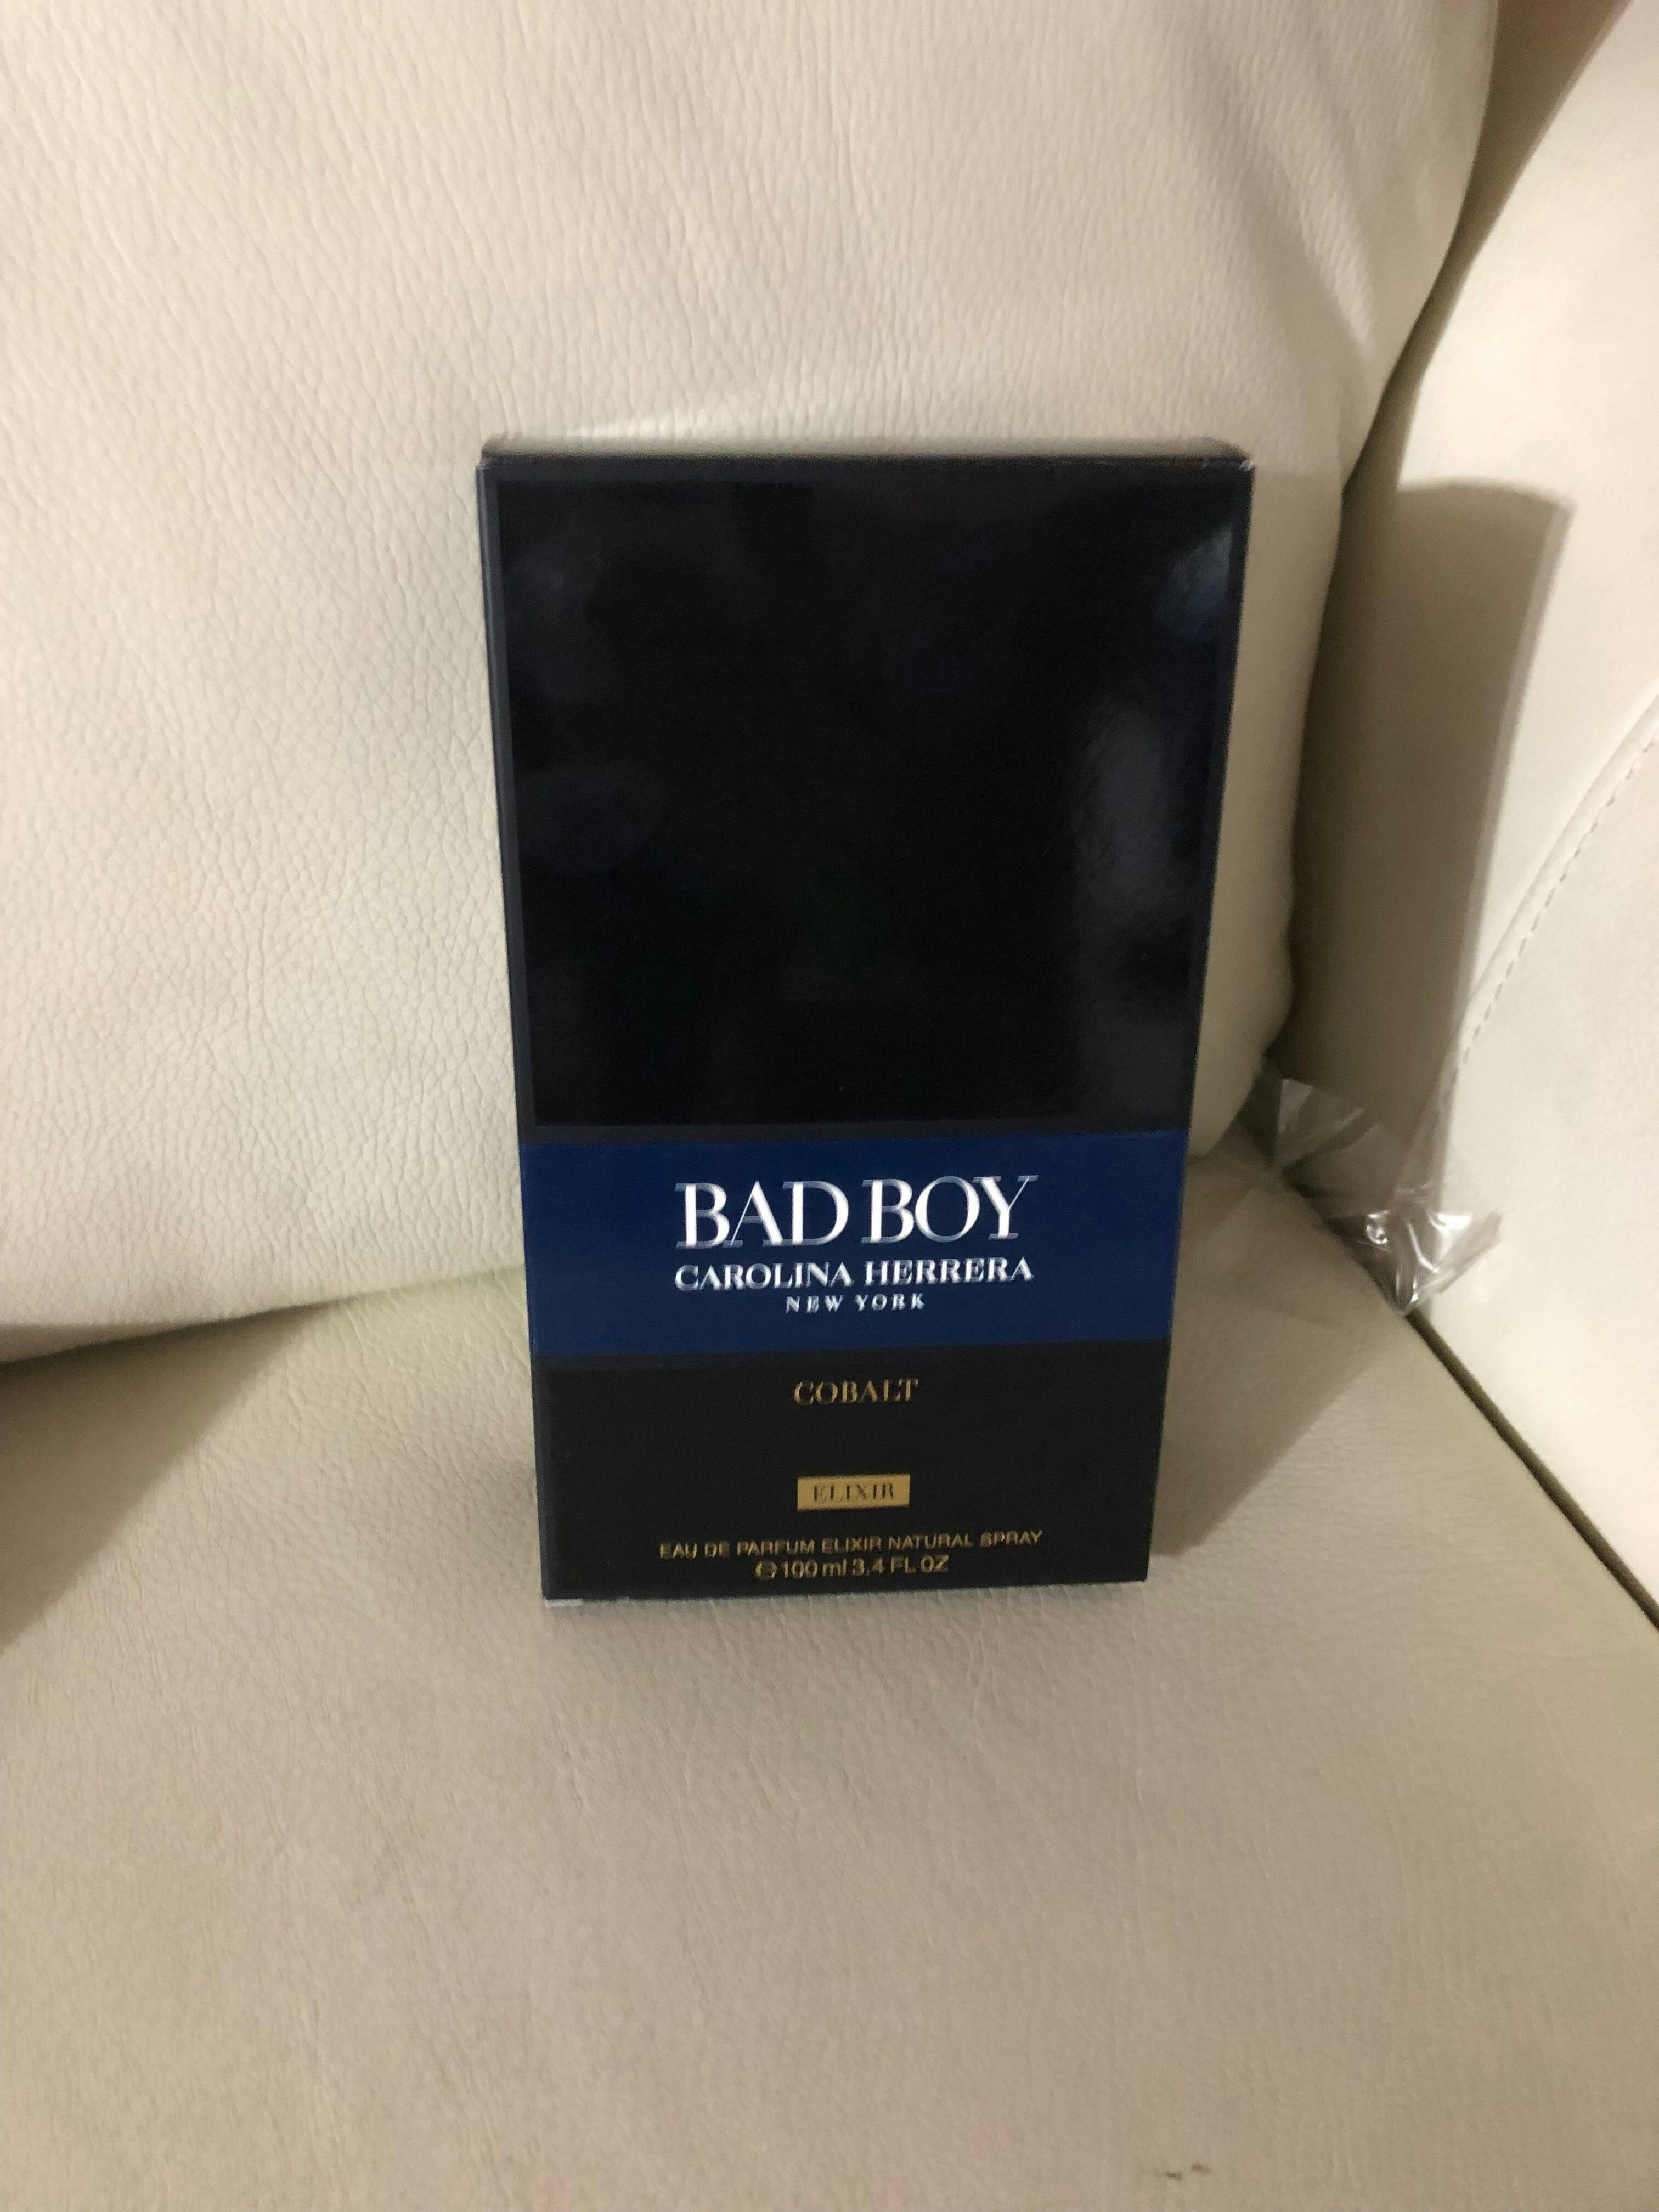 BAD BOY
CAROLINA HERRERA
NEW YORK
COBALT
ELIXIR
EAU DE PARFUM ELIXIR NATURAL SPRAY
℮ 100 ml 3.4 FL OZ